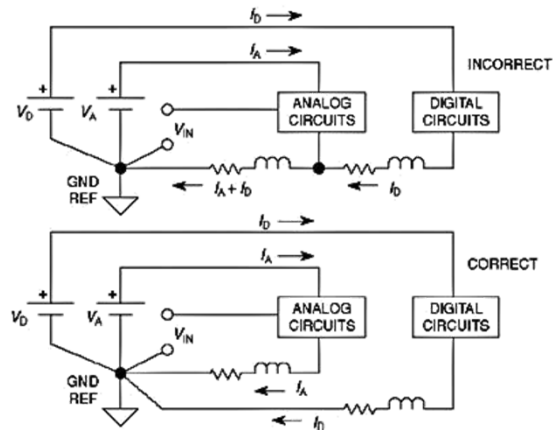 I_D
I_A
INCORRECT
+
+
V_D
V_A
V_IN
ANALOG
CIRCUITS
DIGITAL
CIRCUITS
GND
REF
I_A + I_D
I_D
I_D
I_A
CORRECT
+
+
V_D
V_A
V_IN
ANALOG
CIRCUITS
DIGITAL
CIRCUITS
GND
REF
I_A
I_D